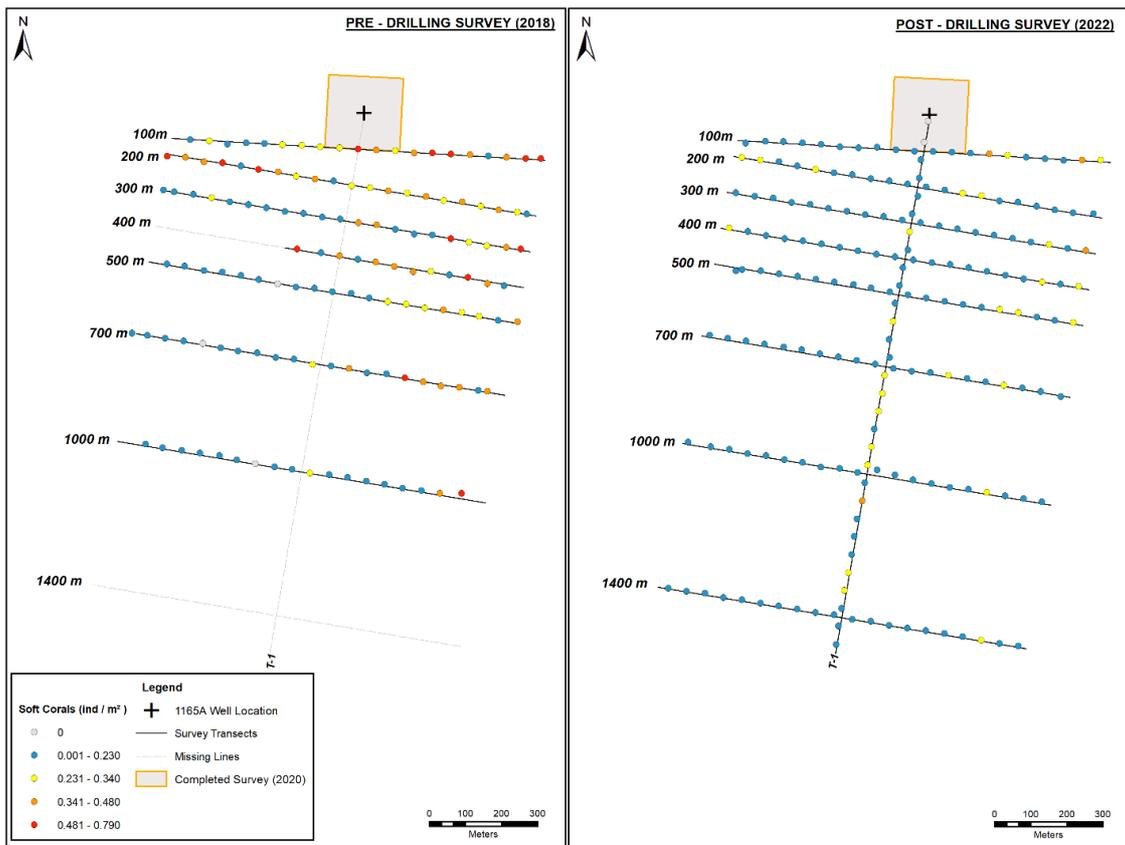 N
PRE - DRILLING SURVEY (2018)
100m
200 m
300 m
400 m
500 m
700 m
1000 m
1400 m
T-1
Legend
Soft Corals (ind / m² )
0
0.001 - 0.230
0.231 - 0.340
0.341 - 0.480
0.481 - 0.790
1165A Well Location
Survey Transects
Missing Lines
Completed Survey (2020)
0 100 200 300
Meters
N
POST - DRILLING SURVEY (2022)
100m
200 m
300 m
400 m
500 m
700 m
1000 m
1400 m
T-1
0 100 200 300
Meters